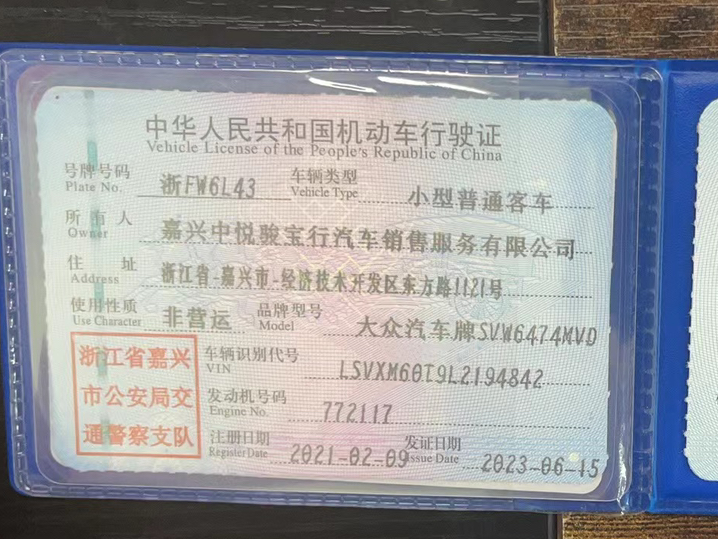 中华人民共和国机动车行驶证
Vehicle License of the People's Republic of China
号牌号码 浙FW6L43 车辆类型 小型普通客车
Plate No. Vehicle Type
所有人 嘉兴中悦骏宝行汽车销售服务有限公司
Owner
住址 浙江省-嘉兴市-经济技术开发区东方路1121号
Address
使用性质 非营运 品牌型号 大众汽车牌SVW6474MVD
Use Character Model
浙江省嘉兴
市公安局交
通警察支队
车辆识别代号 LSVXM60T9L2194842
VIN
发动机号码 772117
Engine No.
注册日期 2021-02-09 发证日期 2023-06-15
Register Date Issue Date